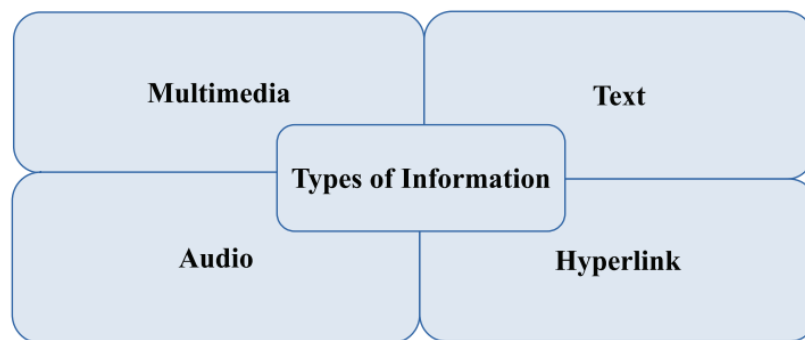 Multimedia
Text
Types of Information
Audio
Hyperlink